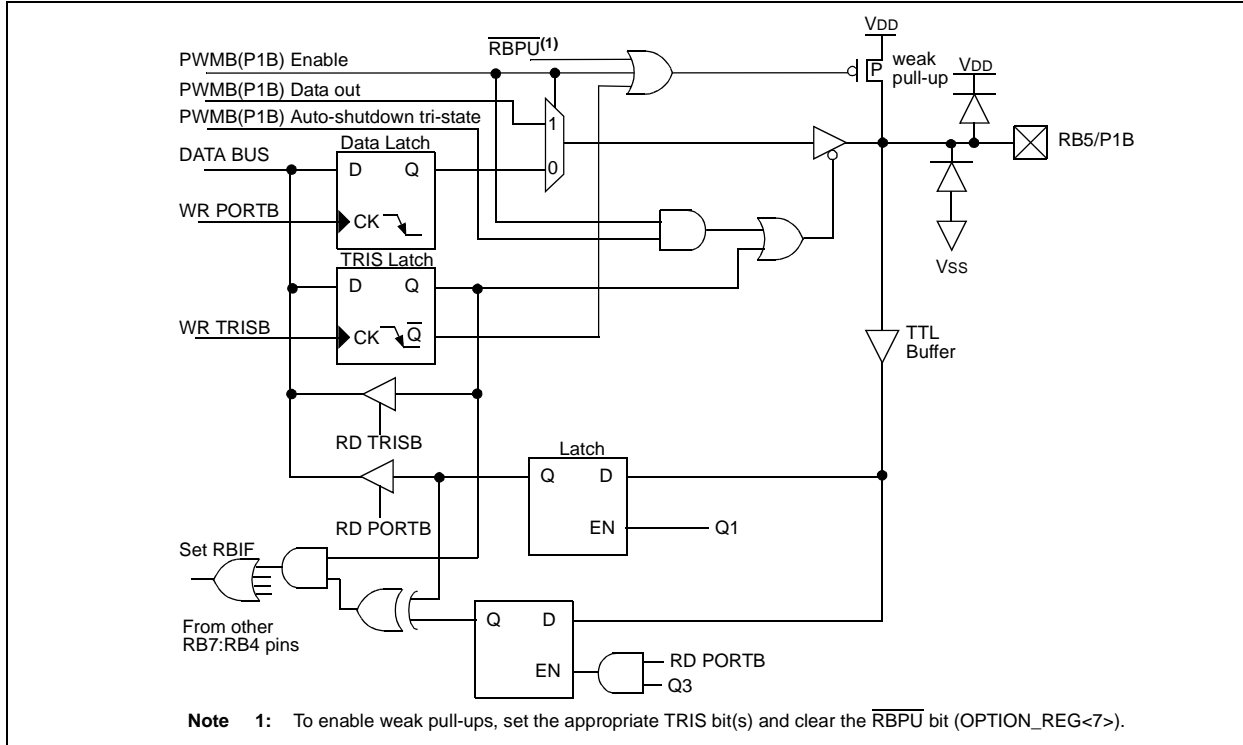 VDD
RBPU(1)
PWMB(P1B) Enable
P
weak
pull-up
VDD
PWMB(P1B) Data out
1
PWMB(P1B) Auto-shutdown tri-state
Data Latch
RB5/P1B
DATA BUS
D Q
0
WR PORTB
CK
TRIS Latch
VSS
D Q
WR TRISB
CK Q
TTL
Buffer
RD TRISB
Latch
Q D
RD PORTB
EN
Q1
Set RBIF
From other
RB7:RB4 pins
Q D
EN
RD PORTB
Q3
Note 1: To enable weak pull-ups, set the appropriate TRIS bit(s) and clear the RBPU bit (OPTION_REG<7>).